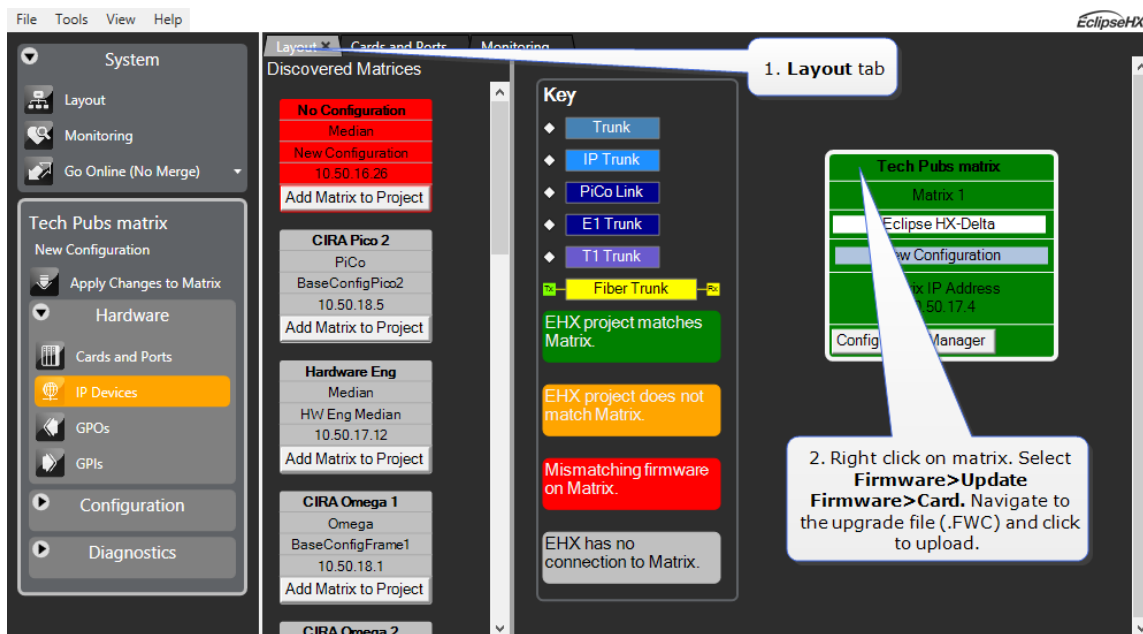 File Tools View Help
EclipseHX
System
Layout
Monitoring
Go Online (No Merge)
Tech Pubs matrix
New Configuration
Apply Changes to Matrix
Hardware
Cards and Ports
IP Devices
GPOs
GPIs
Configuration
Diagnostics
Layout Cards and Ports Monitoring
Discovered Matrices
No Configuration
Median
New Configuration
10.50.16.26
Add Matrix to Project
CIRA Pico 2
PiCo
BaseConfigPico2
10.50.18.5
Add Matrix to Project
Hardware Eng
Median
HW Eng Median
10.50.17.12
Add Matrix to Project
CIRA Omega 1
Omega
BaseConfigFrame1
10.50.18.1
Add Matrix to Project
CIRA Omega 2
Key
Trunk
IP Trunk
PiCo Link
E1 Trunk
T1 Trunk
Tx Fiber Trunk Rx
EHX project matches
Matrix.
EHX project does not
match Matrix.
Mismatching firmware
on Matrix.
EHX has no
connection to Matrix.
1. Layout tab
Tech Pubs matrix
Matrix 1
Eclipse HX-Delta
Configuration
IP Address
.50.17.4
Manager
2. Right click on matrix. Select
Firmware>Update
Firmware>Card. Navigate to
the upgrade file (.FWC) and click
to upload.